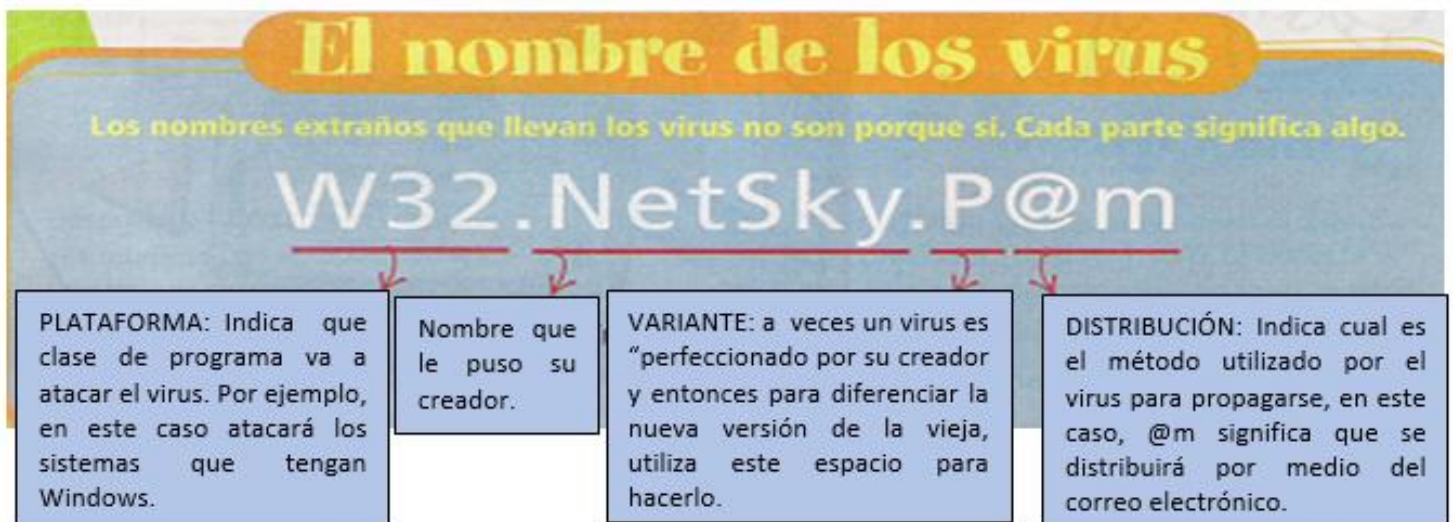 El nombre de los virus
Los nombres extraños que llevan los virus no son porque sí. Cada parte significa algo.
W32.NetSky.P@m
PLATAFORMA: Indica que
clase de programa va a
atacar el virus. Por ejemplo,
en este caso atacará los
sistemas que tengan
Windows.
Nombre que
le puso su
creador.
VARIANTE: a veces un virus es
“perfeccionado por su creador
y entonces para diferenciar la
nueva versión de la vieja,
utiliza este espacio para
hacerlo.
DISTRIBUCIÓN: Indica cual es
el método utilizado por el
virus para propagarse, en este
caso, @m significa que se
distribuirá por medio del
correo electrónico.